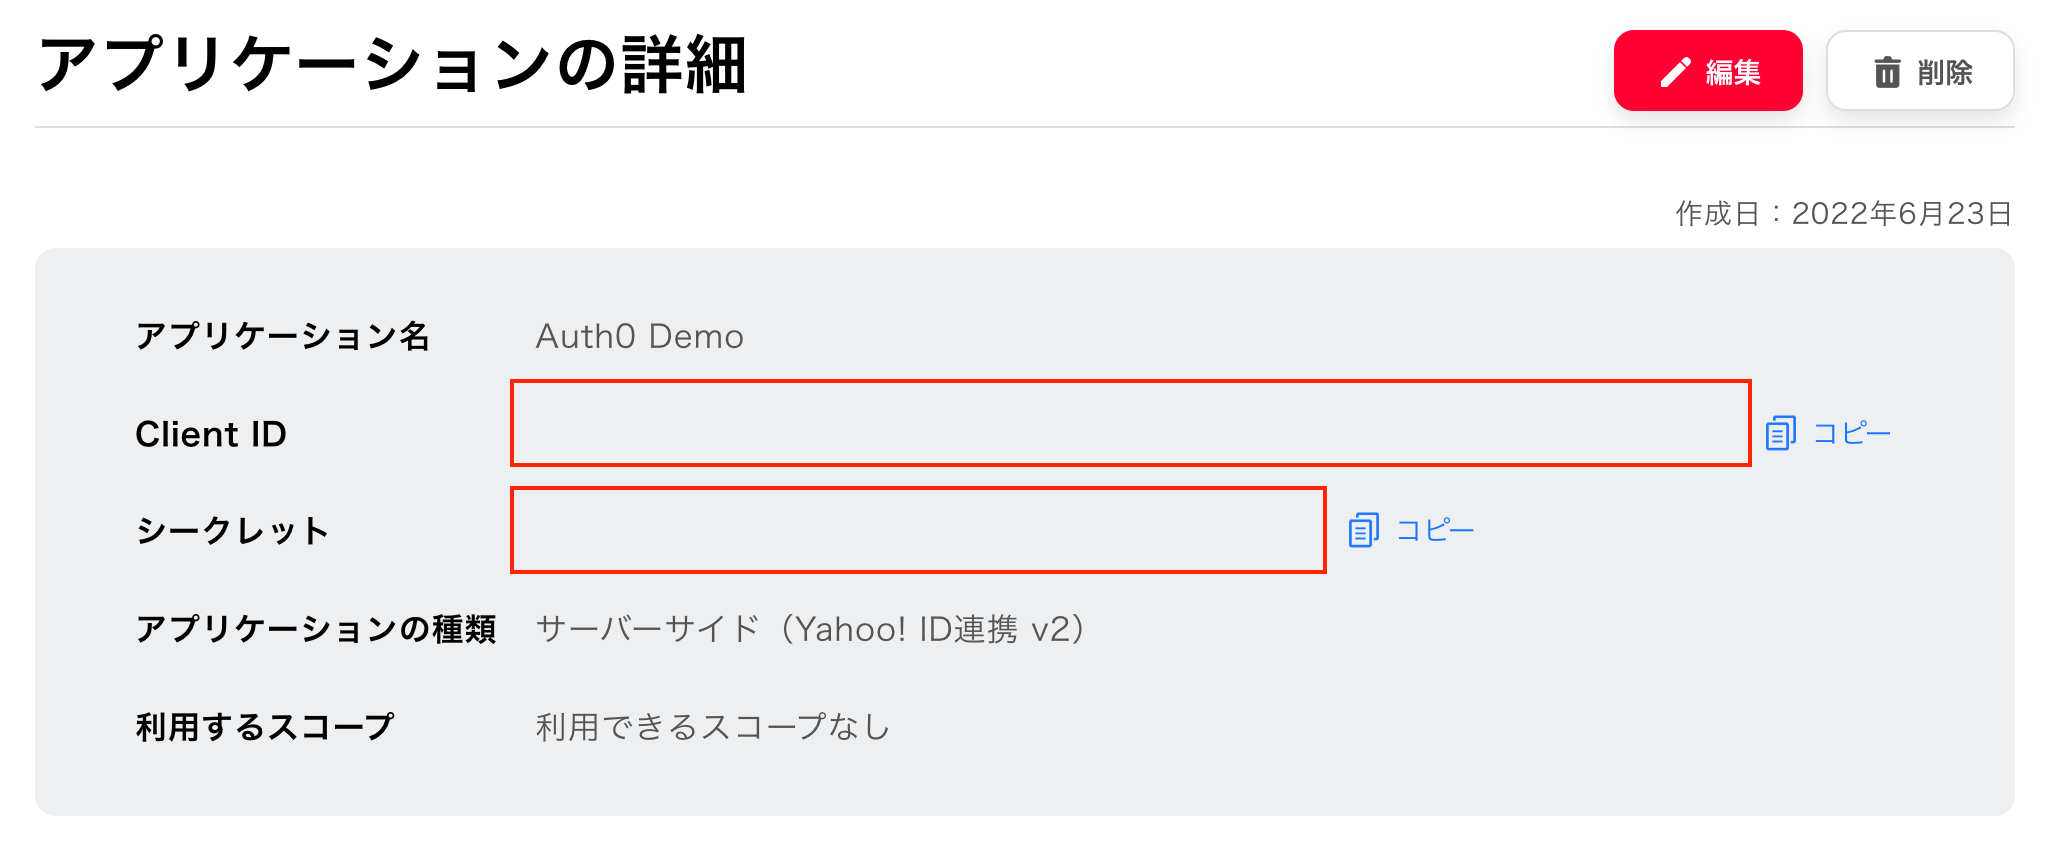 アプリケーションの詳細
編集
削除
作成日：2022年6月23日
アプリケーション名 Auth0 Demo
Client ID コピー
シークレット コピー
アプリケーションの種類 サーバーサイド（Yahoo! ID連携 v2）
利用するスコープ 利用できるスコープなし